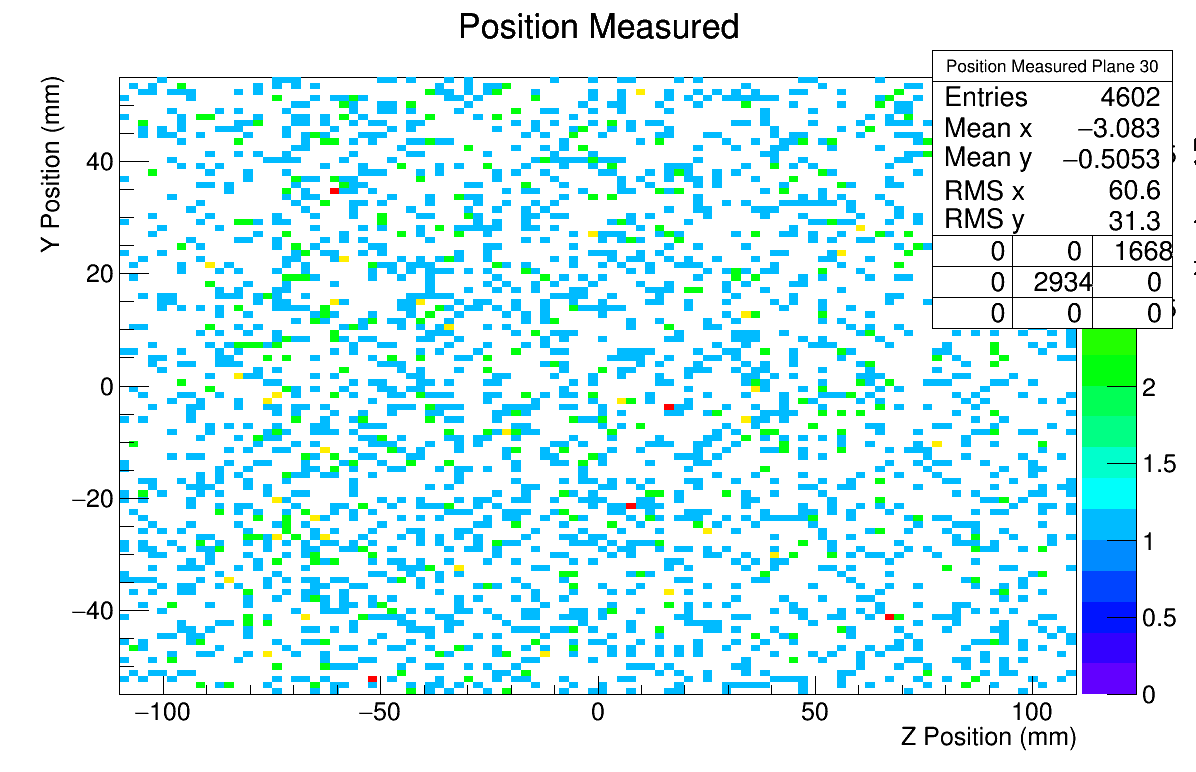 Position Measured
Position Measured Plane 30
Entries 4602
Mean x −3.083
Mean y −0.5053
RMS x 60.6
RMS y 31.3
0 0 1668
0 2934 0
0 0 0
Y Position (mm)
40
20
0
−20
−40
−100 −50 0 50 100
Z Position (mm)
2
1.5
1
0.5
0